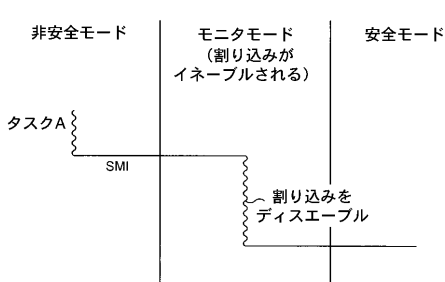 非安全モード
モニタモード
(割り込みが
イネーブルされる)
安全モード
タスクA
SMI
割り込みを
ディスエーブル